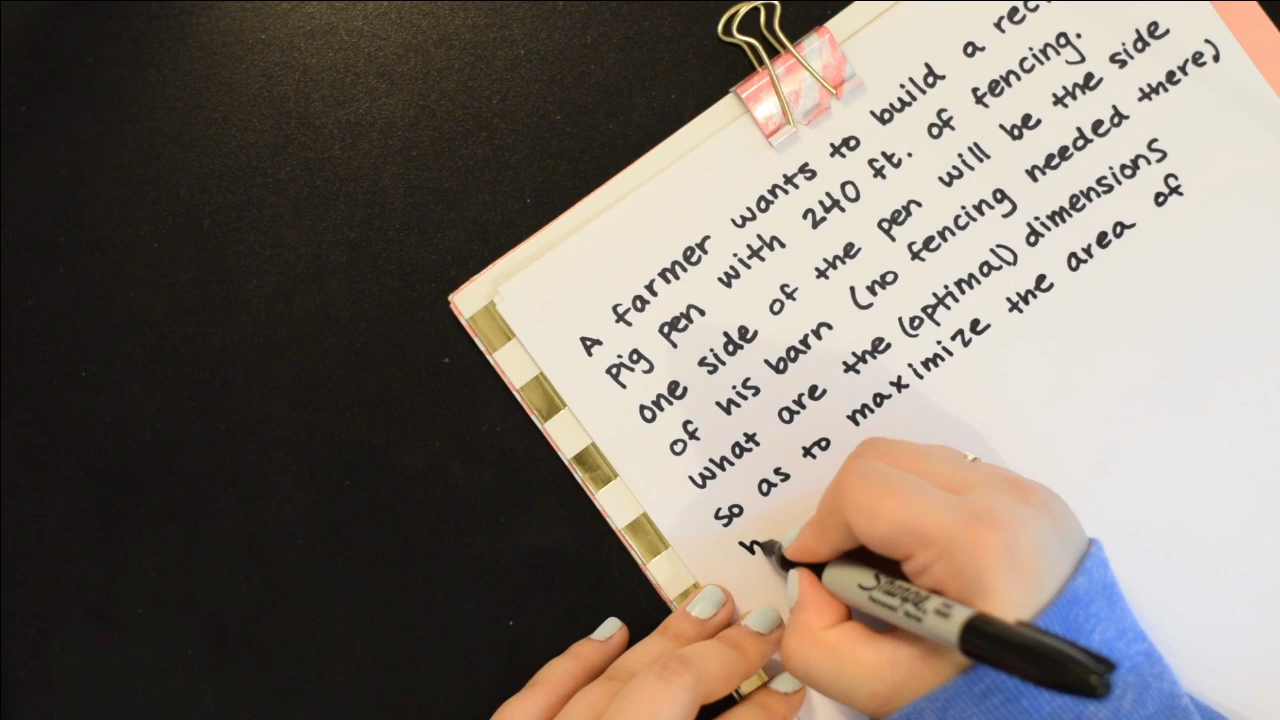 A farmer wants to build a rect
pig pen with 240 ft. of fencing.
one side of the pen will be the side
of his barn (no fencing needed there)
what are the (optimal) dimensions
so as to maximize the area of
h
Sharpie